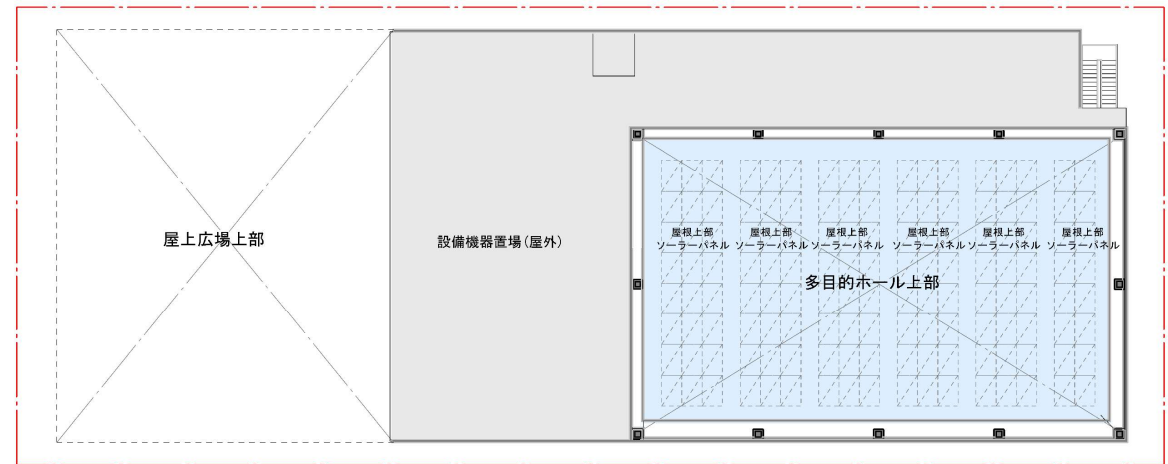 屋上広場上部
設備機器置場(屋外)
屋根上部
ソーラーパネル
屋根上部
ソーラーパネル
屋根上部
ソーラーパネル
屋根上部
ソーラーパネル
屋根上部
ソーラーパネル
屋根上部
ソーラーパネル
多目的ホール上部